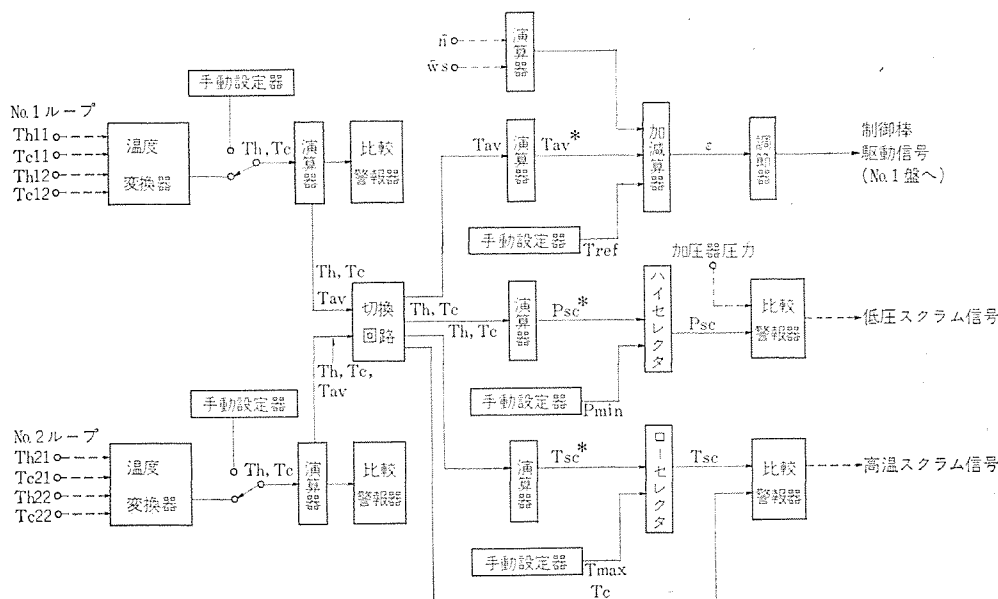 n̄
w̄s
演算器
手動設定器
No.1ループ
Th11
Tc11
Th12
Tc12
温度
変換器
Th, Tc
演算器
比較
警報器
Tav
演算器
Tav*
加減算器
ε
調節器
制御棒
駆動信号
(No.1盤へ)
手動設定器
Tref
加圧器圧力
Th, Tc
Tav
切換
回路
Th, Tc
Th, Tc
演算器
Psc*
ハイセレクタ
Psc
比較
警報器
低圧スクラム信号
Th, Tc,
Tav
手動設定器
Pmin
手動設定器
No.2ループ
Th21
Tc21
Th22
Tc22
温度
変換器
Th, Tc
演算器
比較
警報器
演算器
Tsc*
ローセレクタ
Tsc
比較
警報器
高温スクラム信号
手動設定器
Tmax
Tc